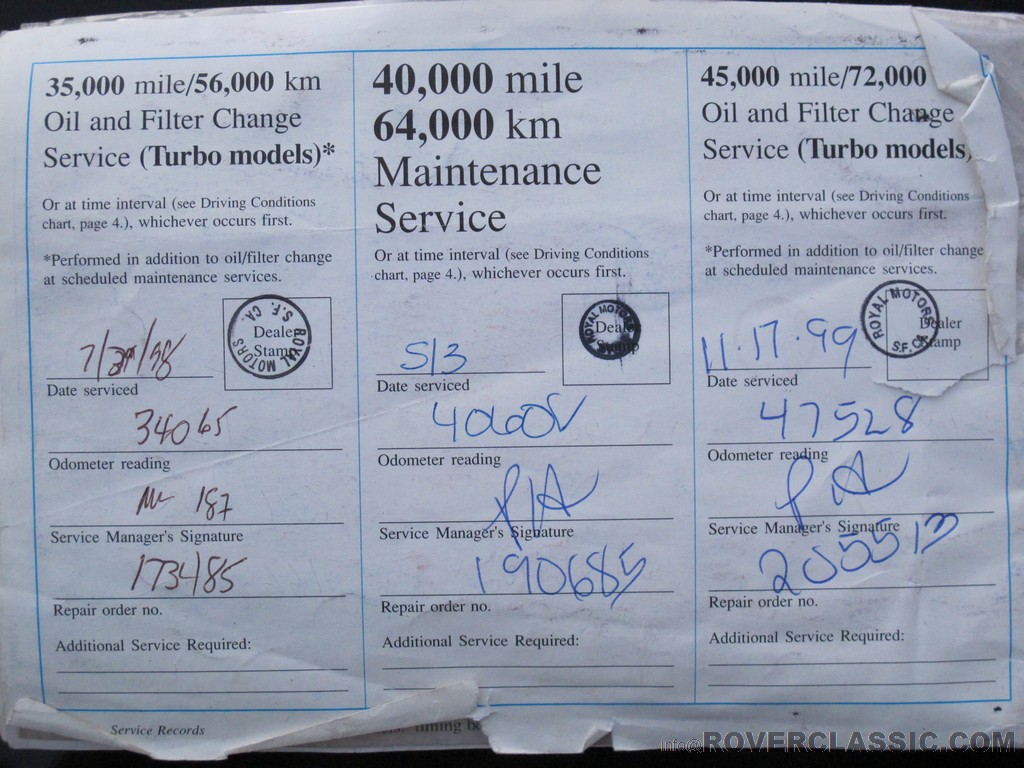 35,000 mile/56,000 km
Oil and Filter Change
Service (Turbo models)*
Or at time interval (see Driving Conditions
chart, page 4.), whichever occurs first.
*Performed in addition to oil/filter change
at scheduled maintenance services.
ROYAL MOTORS S.F. CA.
Dealer
Stamp
7/ /98
Date serviced
34065
Odometer reading
187
Service Manager's Signature
173485
Repair order no.
Additional Service Required:
40,000 mile
64,000 km
Maintenance
Service
Or at time interval (see Driving Conditions
chart, page 4.), whichever occurs first.
ROYAL MOTORS
Dealer
Stamp
5/3
Date serviced
Odometer reading
Service Manager's Signature
190685
Repair order no.
Additional Service Required:
45,000 mile/72,000
Oil and Filter Change
Service (Turbo models)
Or at time interval (see Driving Conditions
chart, page 4.), whichever occurs first.
*Performed in addition to oil/filter change
at scheduled maintenance services.
ROYAL MOTORS S.F. CA
Dealer
Stamp
11.17.99
Date serviced
47528
Odometer reading
Service Manager's Signature
205513
Repair order no.
Additional Service Required:
Service Records
timing
info@ROVERCLASSIC.COM